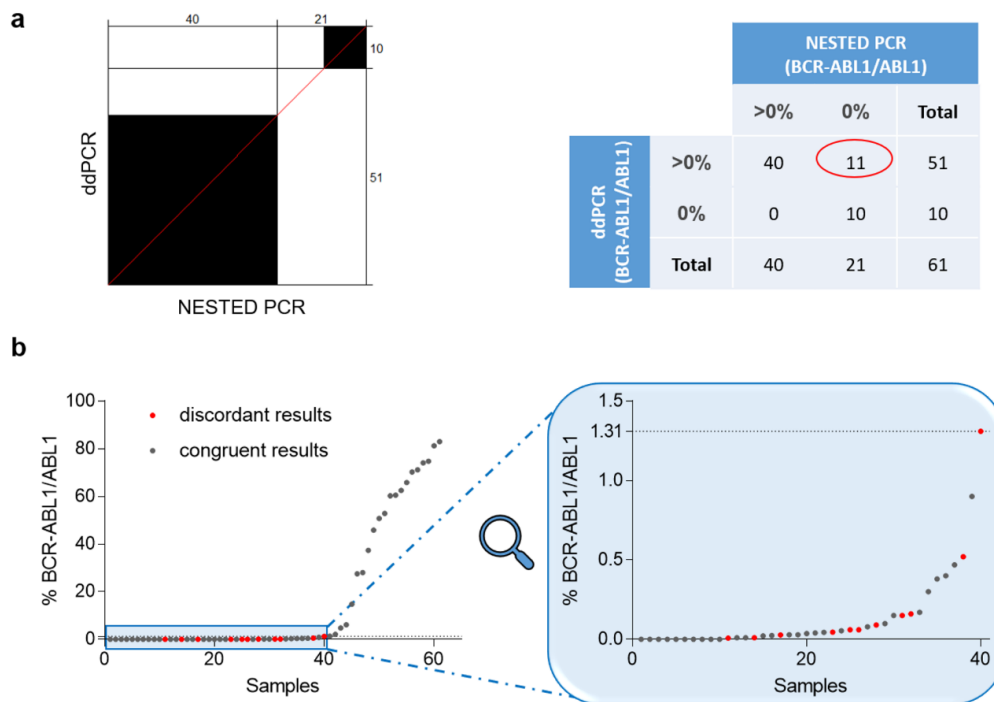 a
40
21
10
51
ddPCR
NESTED PCR
NESTED PCR
(BCR-ABL1/ABL1)
>0%
0%
Total
ddPCR
(BCR-ABL1/ABL1)
>0%
40
11
51
0%
0
10
10
Total
40
21
61
b
% BCR-ABL1/ABL1
100
80
60
40
20
0
0
20
40
60
Samples
discordant results
congruent results
% BCR-ABL1/ABL1
1.5
1.31
1.0
0.5
0.0
0
20
40
Samples